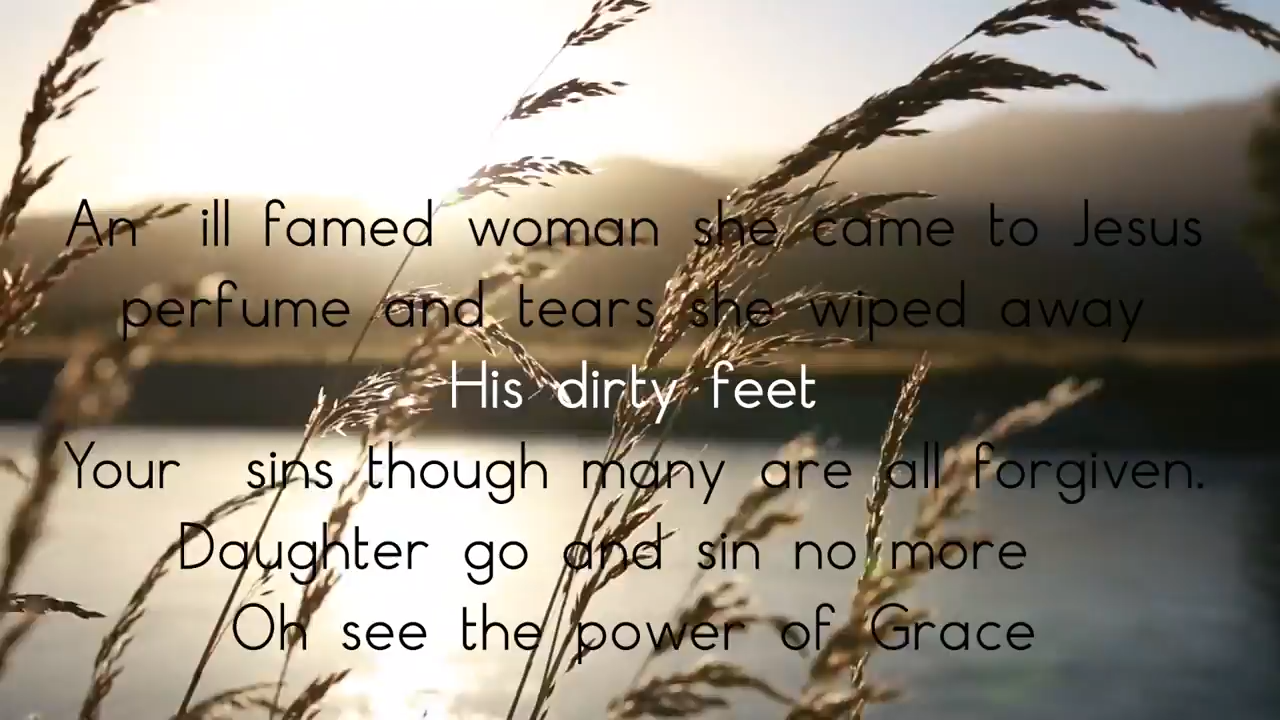 An ill famed woman she came to Jesus
perfume and tears she wiped away
His dirty feet
Your sins though many are all forgiven.
Daughter go and sin no more
Oh see the power of Grace